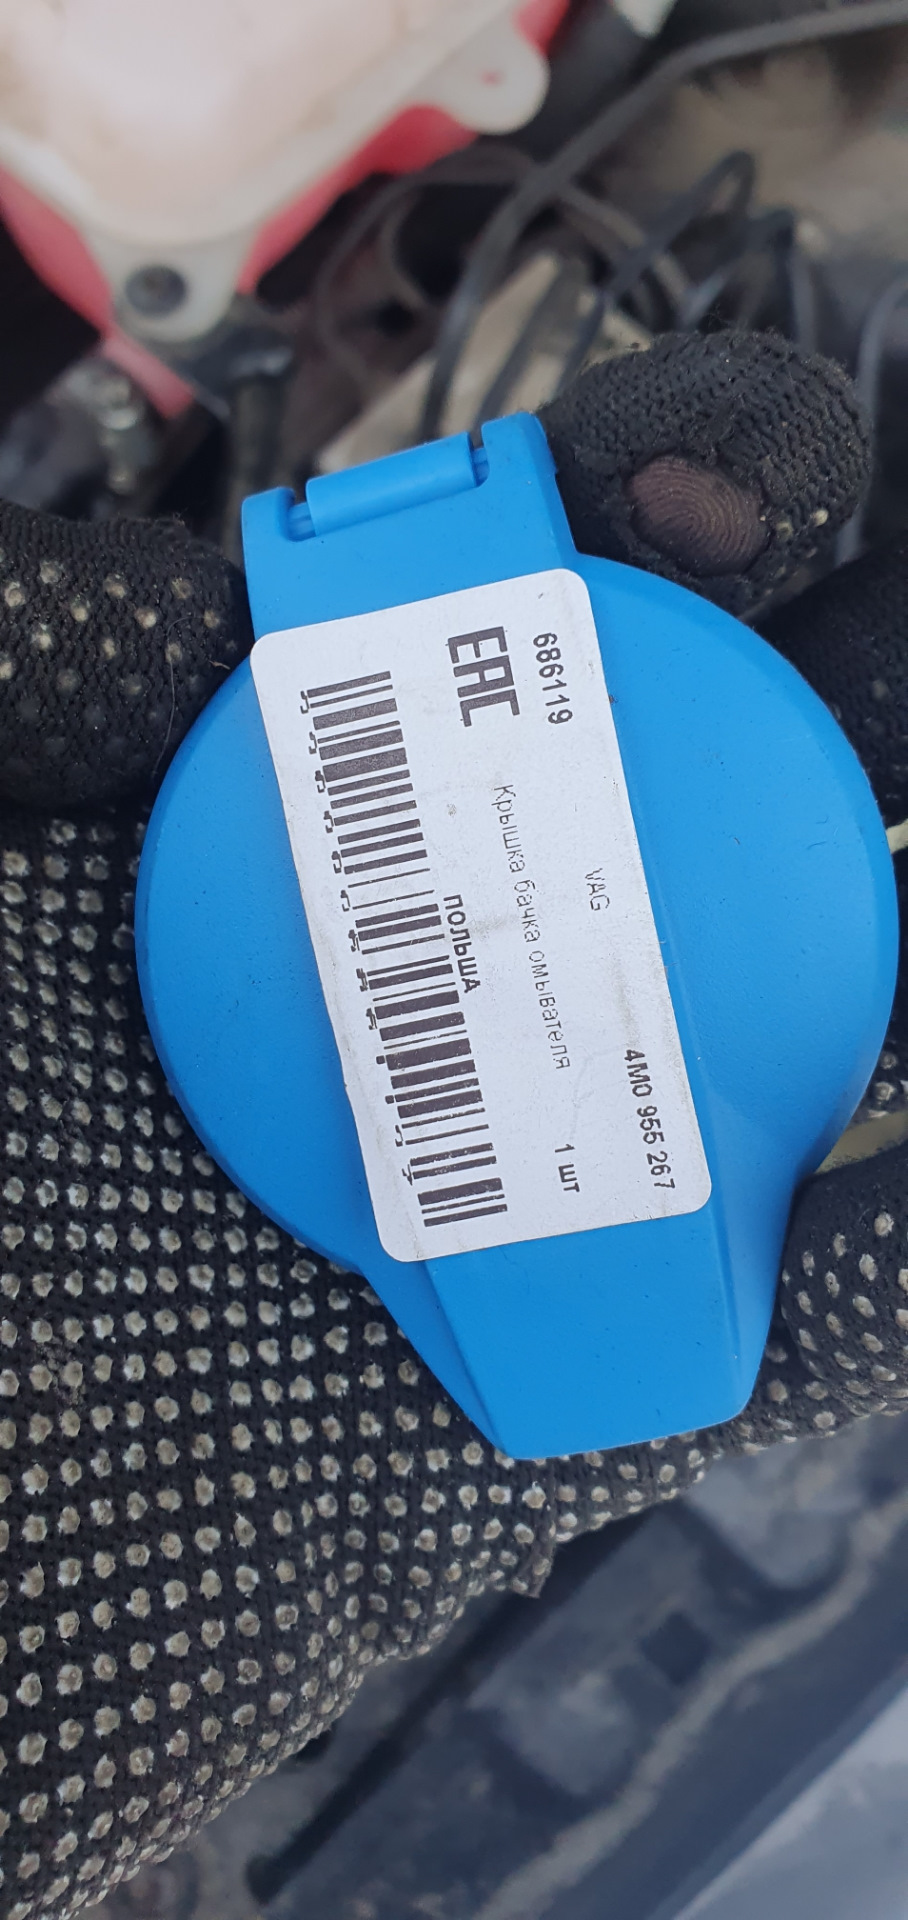 686119
VAG
4M0 955 267
Крышка бачка омывателя
1 шт
EAC
ПОЛЬША